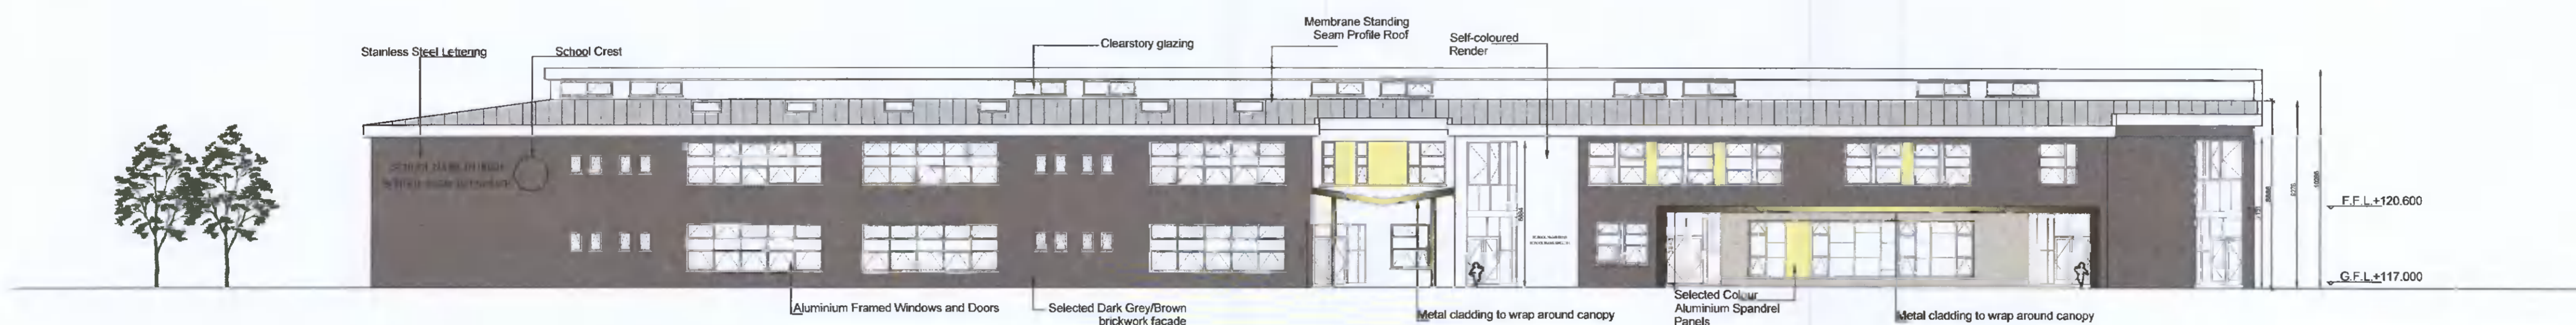 Membrane Standing
Seam Profile Roof
Stainless Steel Lettering
School Crest
Clearstory glazing
Self-coloured
Render
F.F.L.+120.600
G.F.L.+117.000
Aluminium Framed Windows and Doors
Selected Dark Grey/Brown
brickwork facade
Metal cladding to wrap around canopy
Selected Colour
Aluminium Spandrel
Panels
Metal cladding to wrap around canopy